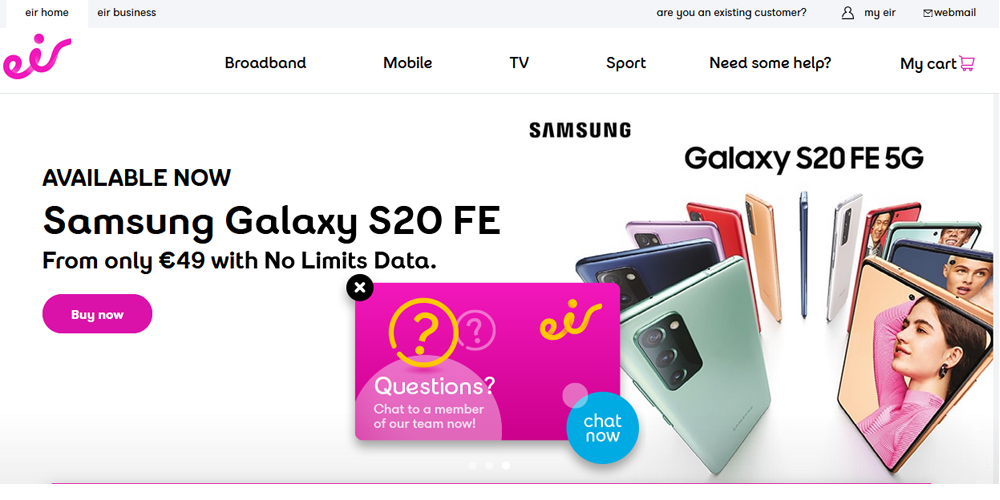 eir home
eir business
are you an existing customer?
my eir
webmail
eir
Broadband
Mobile
TV
Sport
Need some help?
My cart
SAMSUNG
Galaxy S20 FE 5G
AVAILABLE NOW
Samsung Galaxy S20 FE
From only €49 with No Limits Data.
Buy now
? ?
eir
Questions?
Chat to a member
of our team now!
chat
now